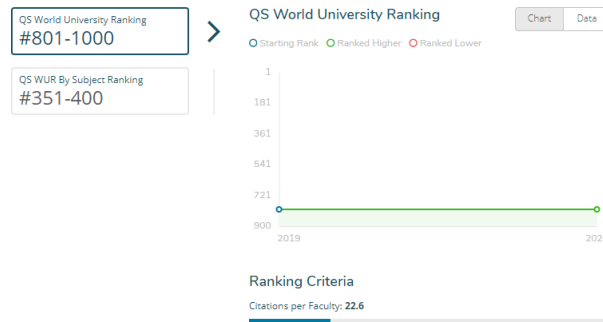 QS World University Ranking
#801-1000
QS WUR By Subject Ranking
#351-400
QS World University Ranking
Chart Data
Starting Rank Ranked Higher Ranked Lower
1
181
361
541
721
900
2019
Ranking Criteria
Citations per Faculty: 22.6